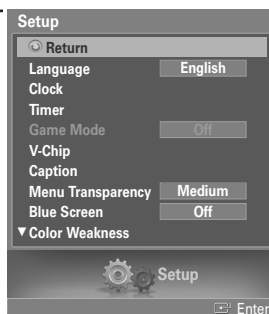 Setup
Return
Language English
Clock
Timer
Game Mode Off
V-Chip
Caption
Menu Transparency Medium
Blue Screen Off
▼ Color Weakness
Setup
Enter